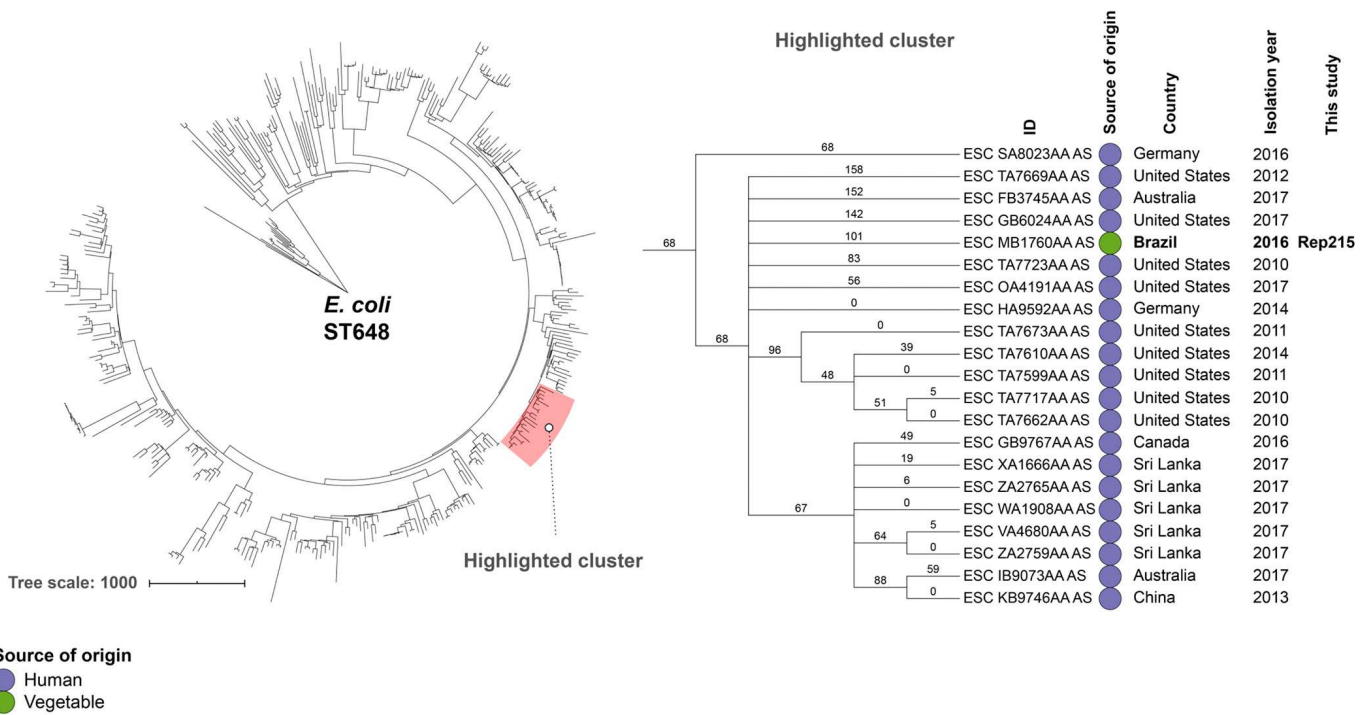 Highlighted cluster
ID
Source of origin
Country
Isolation year
This study
68 ESC SA8023AA AS Germany 2016
158 ESC TA7669AA AS United States 2012
152 ESC FB3745AA AS Australia 2017
142 ESC GB6024AA AS United States 2017
68 101 ESC MB1760AA AS Brazil 2016 Rep215
83 ESC TA7723AA AS United States 2010
56 ESC OA4191AA AS United States 2017
0 ESC HA9592AA AS Germany 2014
0 ESC TA7673AA AS United States 2011
68 96 39 ESC TA7610AA AS United States 2014
48 0 ESC TA7599AA AS United States 2011
5 ESC TA7717AA AS United States 2010
51 0 ESC TA7662AA AS United States 2010
49 ESC GB9767AA AS Canada 2016
19 ESC XA1666AA AS Sri Lanka 2017
6 ESC ZA2765AA AS Sri Lanka 2017
67 0 ESC WA1908AA AS Sri Lanka 2017
5 ESC VA4680AA AS Sri Lanka 2017
64 0 ESC ZA2759AA AS Sri Lanka 2017
59 ESC IB9073AA AS Australia 2017
88 0 ESC KB9746AA AS China 2013
E. coli
ST648
Highlighted cluster
Tree scale: 1000
Source of origin
Human
Vegetable